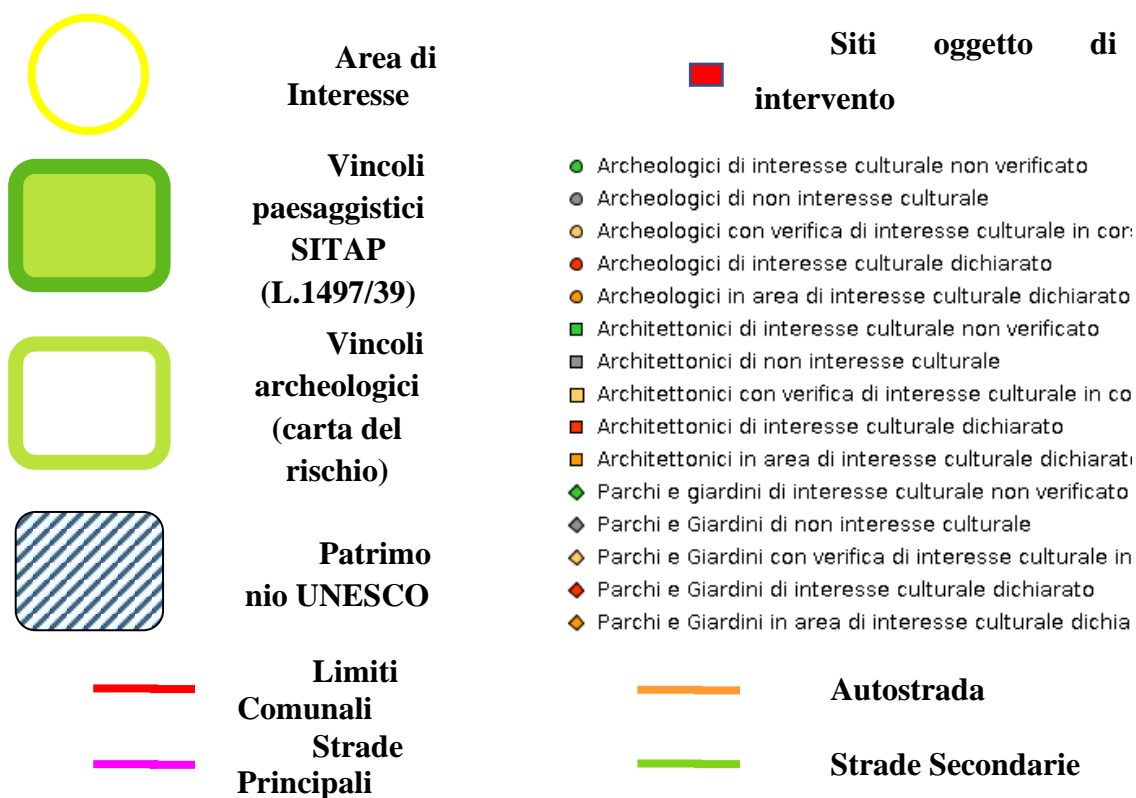 Area di
Interesse
Siti oggetto di
intervento
Vincoli
paesaggistici
SITAP
(L.1497/39)
Vincoli
archeologici
(carta del
rischio)
Patrimo
nio UNESCO
Archeologici di interesse culturale non verificato
Archeologici di non interesse culturale
Archeologici con verifica di interesse culturale in cors
Archeologici di interesse culturale dichiarato
Archeologici in area di interesse culturale dichiarato
Architettonici di interesse culturale non verificato
Architettonici di non interesse culturale
Architettonici con verifica di interesse culturale in co
Architettonici di interesse culturale dichiarato
Architettonici in area di interesse culturale dichiarat
Parchi e giardini di interesse culturale non verificato
Parchi e Giardini di non interesse culturale
Parchi e Giardini con verifica di interesse culturale in
Parchi e Giardini di interesse culturale dichiarato
Parchi e Giardini in area di interesse culturale dichia
Limiti
Comunali
Autostrada
Strade
Principali
Strade Secondarie